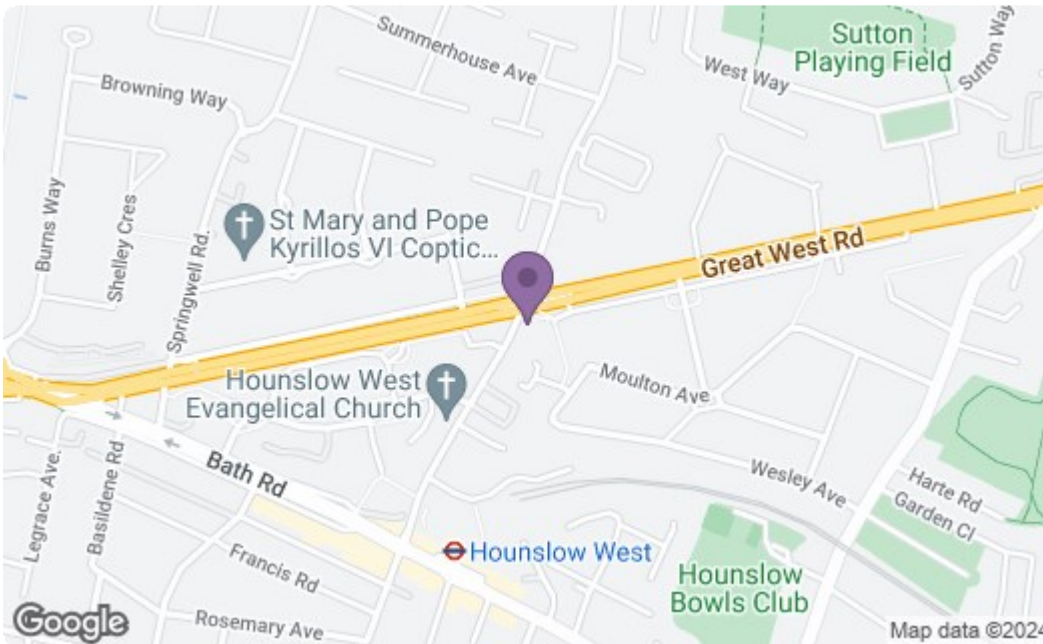 Summerhouse Ave
Sutton
Playing Field
Sutton Way
West Way
Browning Way
Burns Way
Shelley Cres
Springwell Rd.
St Mary and Pope
Kyrillos VI Coptic...
Great West Rd
Hounslow West
Evangelical Church
Moulton Ave
Bath Rd
Wesley Ave
Harte Rd
Garden Cl
Legrace Ave.
Basildene Rd
Francis Rd
Hounslow West
Hounslow
Bowls Club
Rosemary Ave
Google
Map data ©2024